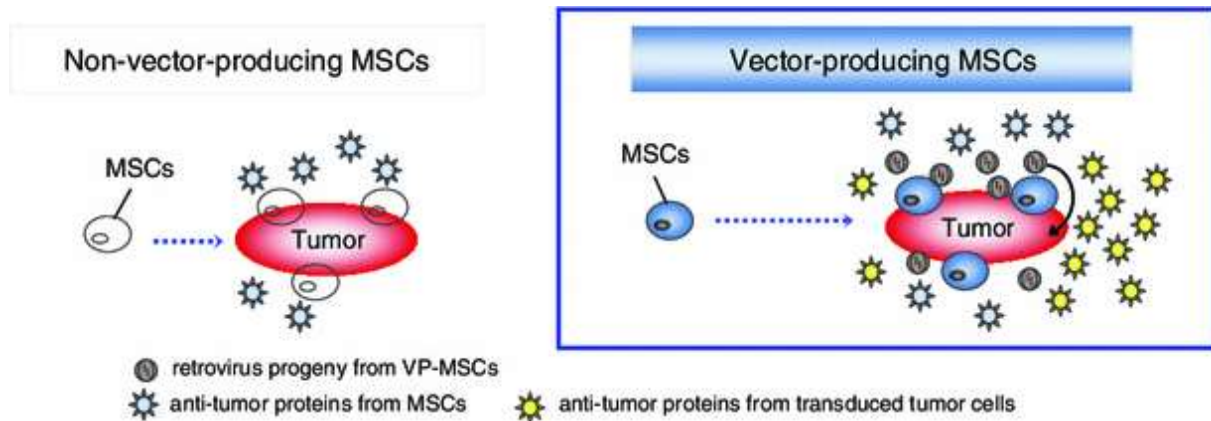 Non-vector-producing MSCs
MSCs
Tumor
Vector-producing MSCs
MSCs
Tumor
retrovirus progeny from VP-MSCs
anti-tumor proteins from MSCs
anti-tumor proteins from transduced tumor cells